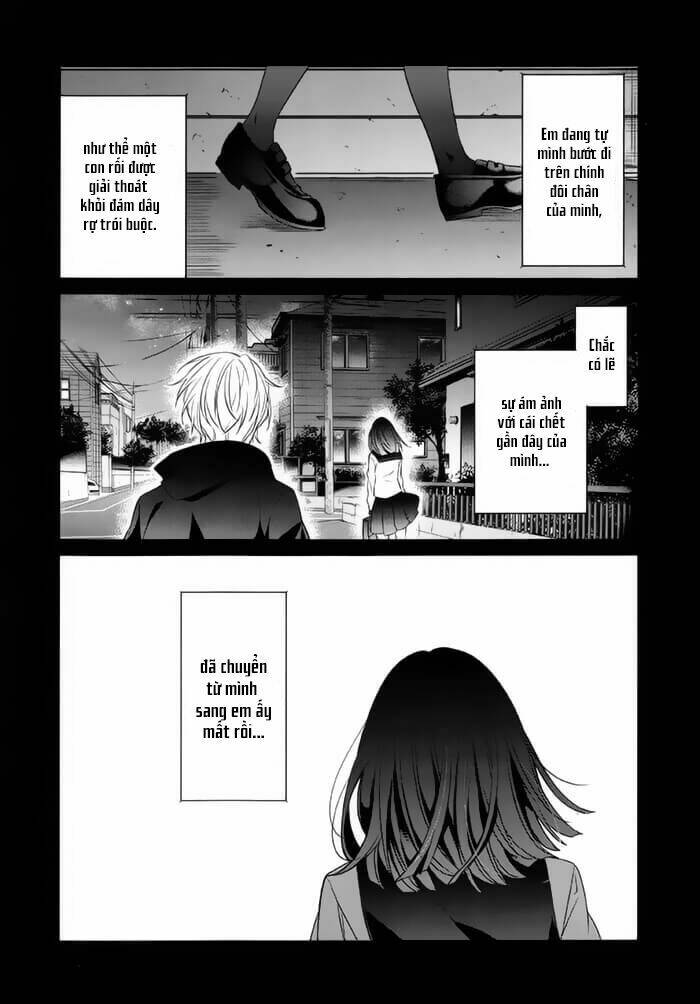 Em đang tự
mình bước đi
trên chính
đôi chân
của mình,
như thể một
con rối được
giải thoát
khỏi đám dây
rợ trói buộc.
Chắc
có lẽ
sự ám ảnh
với cái chết
gần đây của
mình...
đã chuyển
từ mình
sang em ấy
mất rồi...